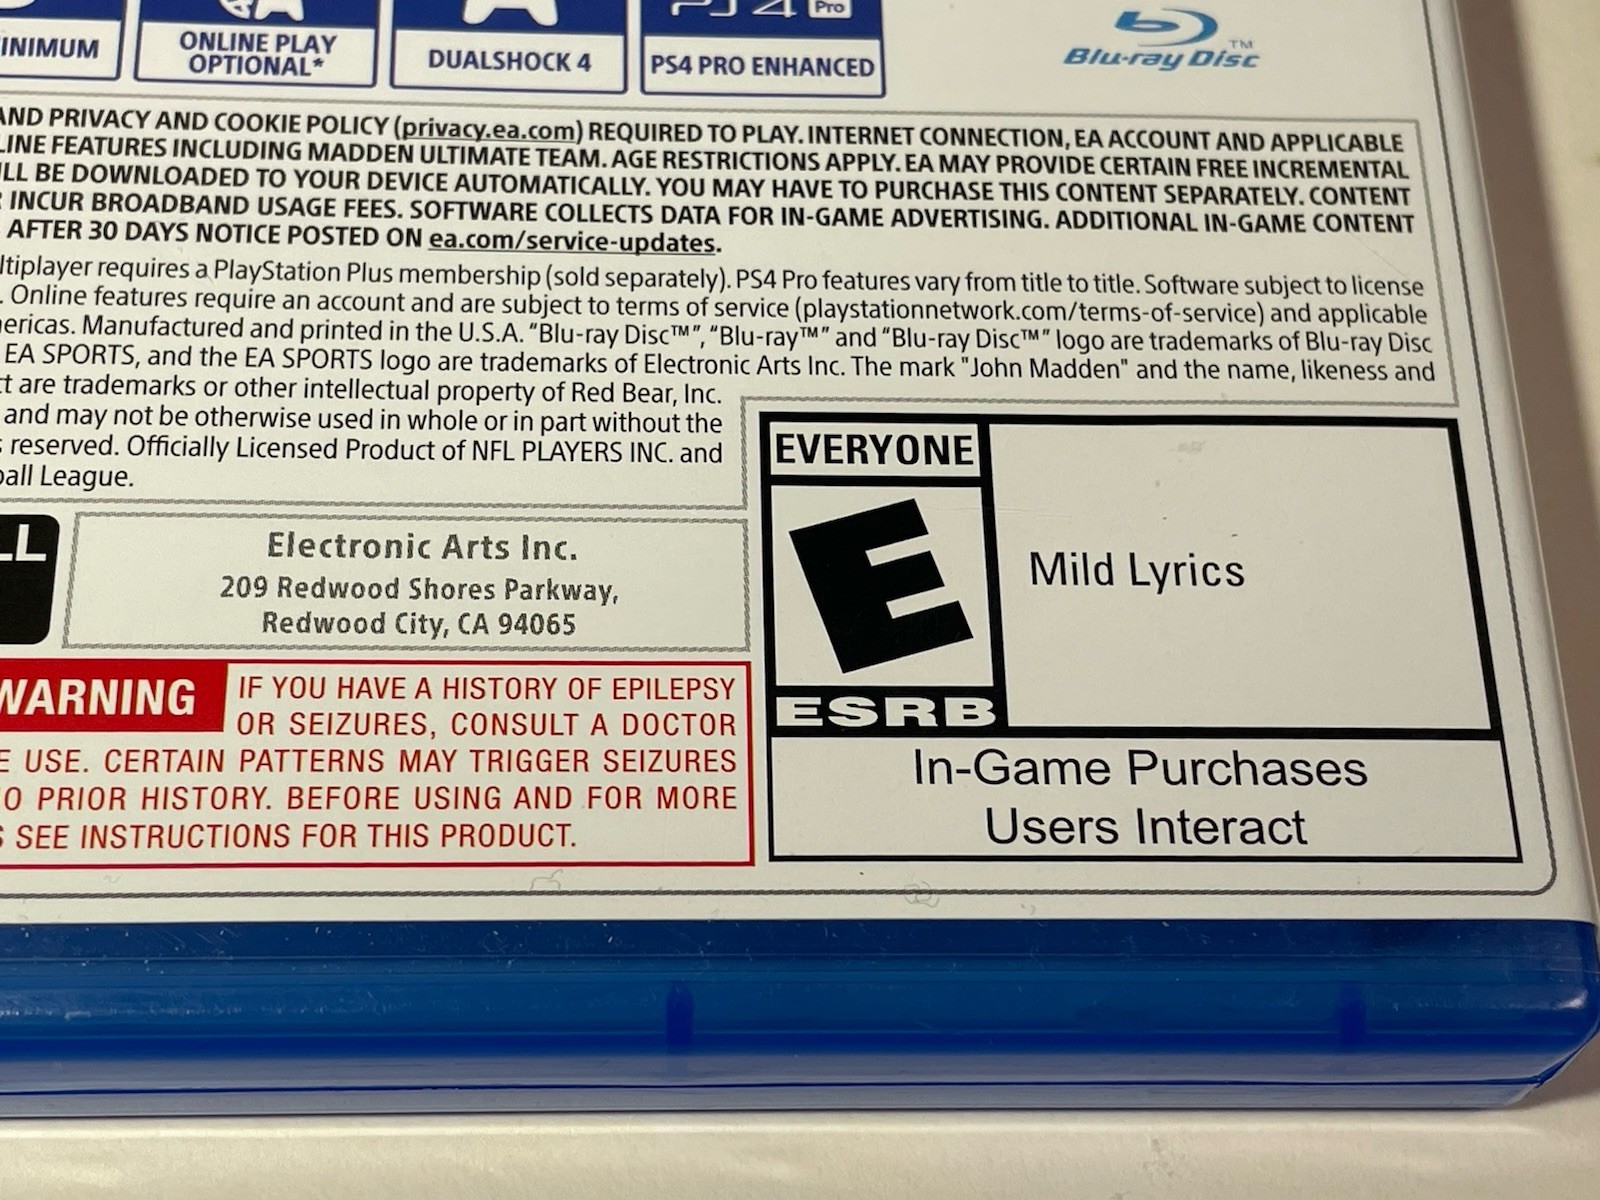 Pro
ONLINE PLAY
OPTIONAL*
DUALSHOCK 4
PS4 PRO ENHANCED
Blu-ray Disc™
AND PRIVACY AND COOKIE POLICY (privacy.ea.com) REQUIRED TO PLAY. INTERNET CONNECTION, EA ACCOUNT AND APPLICABLE
FEATURES INCLUDING MADDEN ULTIMATE TEAM. AGE RESTRICTIONS APPLY. EA MAY PROVIDE CERTAIN FREE INCREMENTAL
BE DOWNLOADED TO YOUR DEVICE AUTOMATICALLY. YOU MAY HAVE TO PURCHASE THIS CONTENT SEPARATELY. CONTENT
INCUR BROADBAND USAGE FEES. SOFTWARE COLLECTS DATA FOR IN-GAME ADVERTISING. ADDITIONAL IN-GAME CONTENT
AFTER 30 DAYS NOTICE POSTED ON ea.com/service-updates.
requires a PlayStation Plus membership (sold separately). PS4 Pro features vary from title to title. Software subject to license
. Online features require an account and are subject to terms of service (playstationnetwork.com/terms-of-service) and applicable
Manufactured and printed in the U.S.A. "Blu-ray Disc™", "Blu-ray™" and "Blu-ray Disc™" logo are trademarks of Blu-ray Disc
EA SPORTS, and the EA SPORTS logo are trademarks of Electronic Arts Inc. The mark "John Madden" and the name, likeness and
are trademarks or other intellectual property of Red Bear, Inc.
and may not be otherwise used in whole or in part without the
reserved. Officially Licensed Product of NFL PLAYERS INC. and
League.
Electronic Arts Inc.
209 Redwood Shores Parkway,
Redwood City, CA 94065
WARNING
IF YOU HAVE A HISTORY OF EPILEPSY
OR SEIZURES, CONSULT A DOCTOR
USE. CERTAIN PATTERNS MAY TRIGGER SEIZURES
PRIOR HISTORY. BEFORE USING AND FOR MORE
SEE INSTRUCTIONS FOR THIS PRODUCT.
EVERYONE
E
ESRB
Mild Lyrics
In-Game Purchases
Users Interact